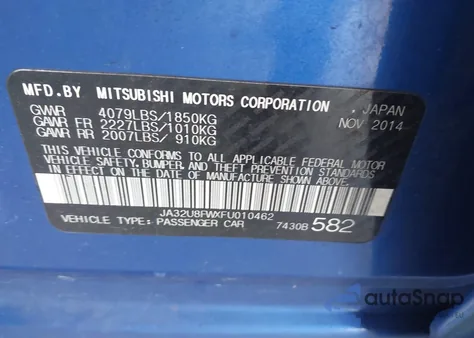 MFD.BY MITSUBISHI MOTORS CORPORATION
GVWR 4079LBS/1850KG JAPAN
GAWR FR 2227LBS/1010KG NOV 2014
GAWR RR 2007LBS/ 910KG
THIS VEHICLE CONFORMS TO ALL APPLICABLE FEDERAL MOTOR
VEHICLE SAFETY, BUMPER, AND THEFT PREVENTION STANDARDS
IN EFFECT ON THE DATE OF MANUFACTURE SHOWN ABOVE.
JA32U8FWXFU010462
VEHICLE TYPE: PASSENGER CAR 7430B 582
autoSnap